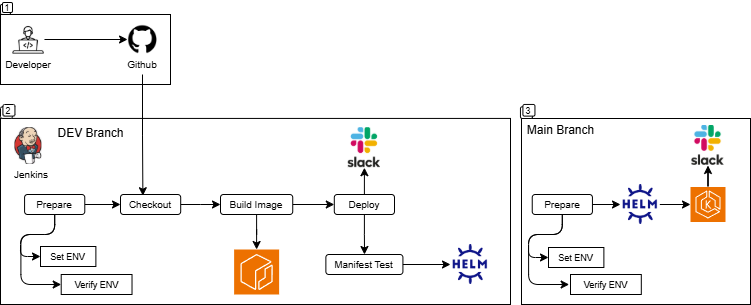 1
Developer
Github
2
DEV Branch
Jenkins
slack
Prepare
Checkout
Build Image
Deploy
Set ENV
Verify ENV
Manifest Test
HELM
3
Main Branch
slack
Prepare
HELM
K
Set ENV
Verify ENV